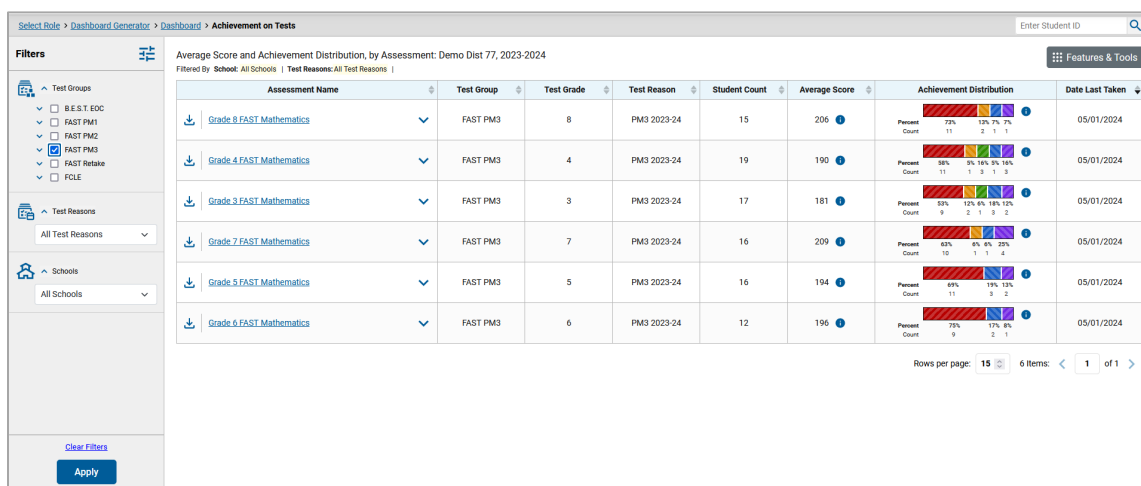 Select Role > Dashboard Generator > Dashboard > Achievement on Tests
Enter Student ID
Filters
Test Groups
B.E.S.T. EOC
FAST PM1
FAST PM2
FAST PM3
FAST Retake
FCLE
Test Reasons
All Test Reasons
Schools
All Schools
Clear Filters
Apply
Average Score and Achievement Distribution, by Assessment: Demo Dist 77, 2023-2024
Filtered By School: All Schools | Test Reasons: All Test Reasons |
Features & Tools
Assessment Name Test Group Test Grade Test Reason Student Count Average Score Achievement Distribution Date Last Taken
Grade 8 FAST Mathematics FAST PM3 8 PM3 2023-24 15 206 05/01/2024
Percent 73% 13% 7% 7%
Count 11 2 1 1
Grade 4 FAST Mathematics FAST PM3 4 PM3 2023-24 19 190 05/01/2024
Percent 58% 5% 16% 5% 16%
Count 11 1 3 1 3
Grade 3 FAST Mathematics FAST PM3 3 PM3 2023-24 17 181 05/01/2024
Percent 53% 12% 6% 18% 12%
Count 9 2 1 3 2
Grade 7 FAST Mathematics FAST PM3 7 PM3 2023-24 16 209 05/01/2024
Percent 63% 6% 6% 25%
Count 10 1 1 4
Grade 5 FAST Mathematics FAST PM3 5 PM3 2023-24 16 194 05/01/2024
Percent 69% 19% 13%
Count 11 3 2
Grade 6 FAST Mathematics FAST PM3 6 PM3 2023-24 12 196 05/01/2024
Percent 75% 17% 8%
Count 9 2 1
Rows per page: 15 6 Items: 1 of 1